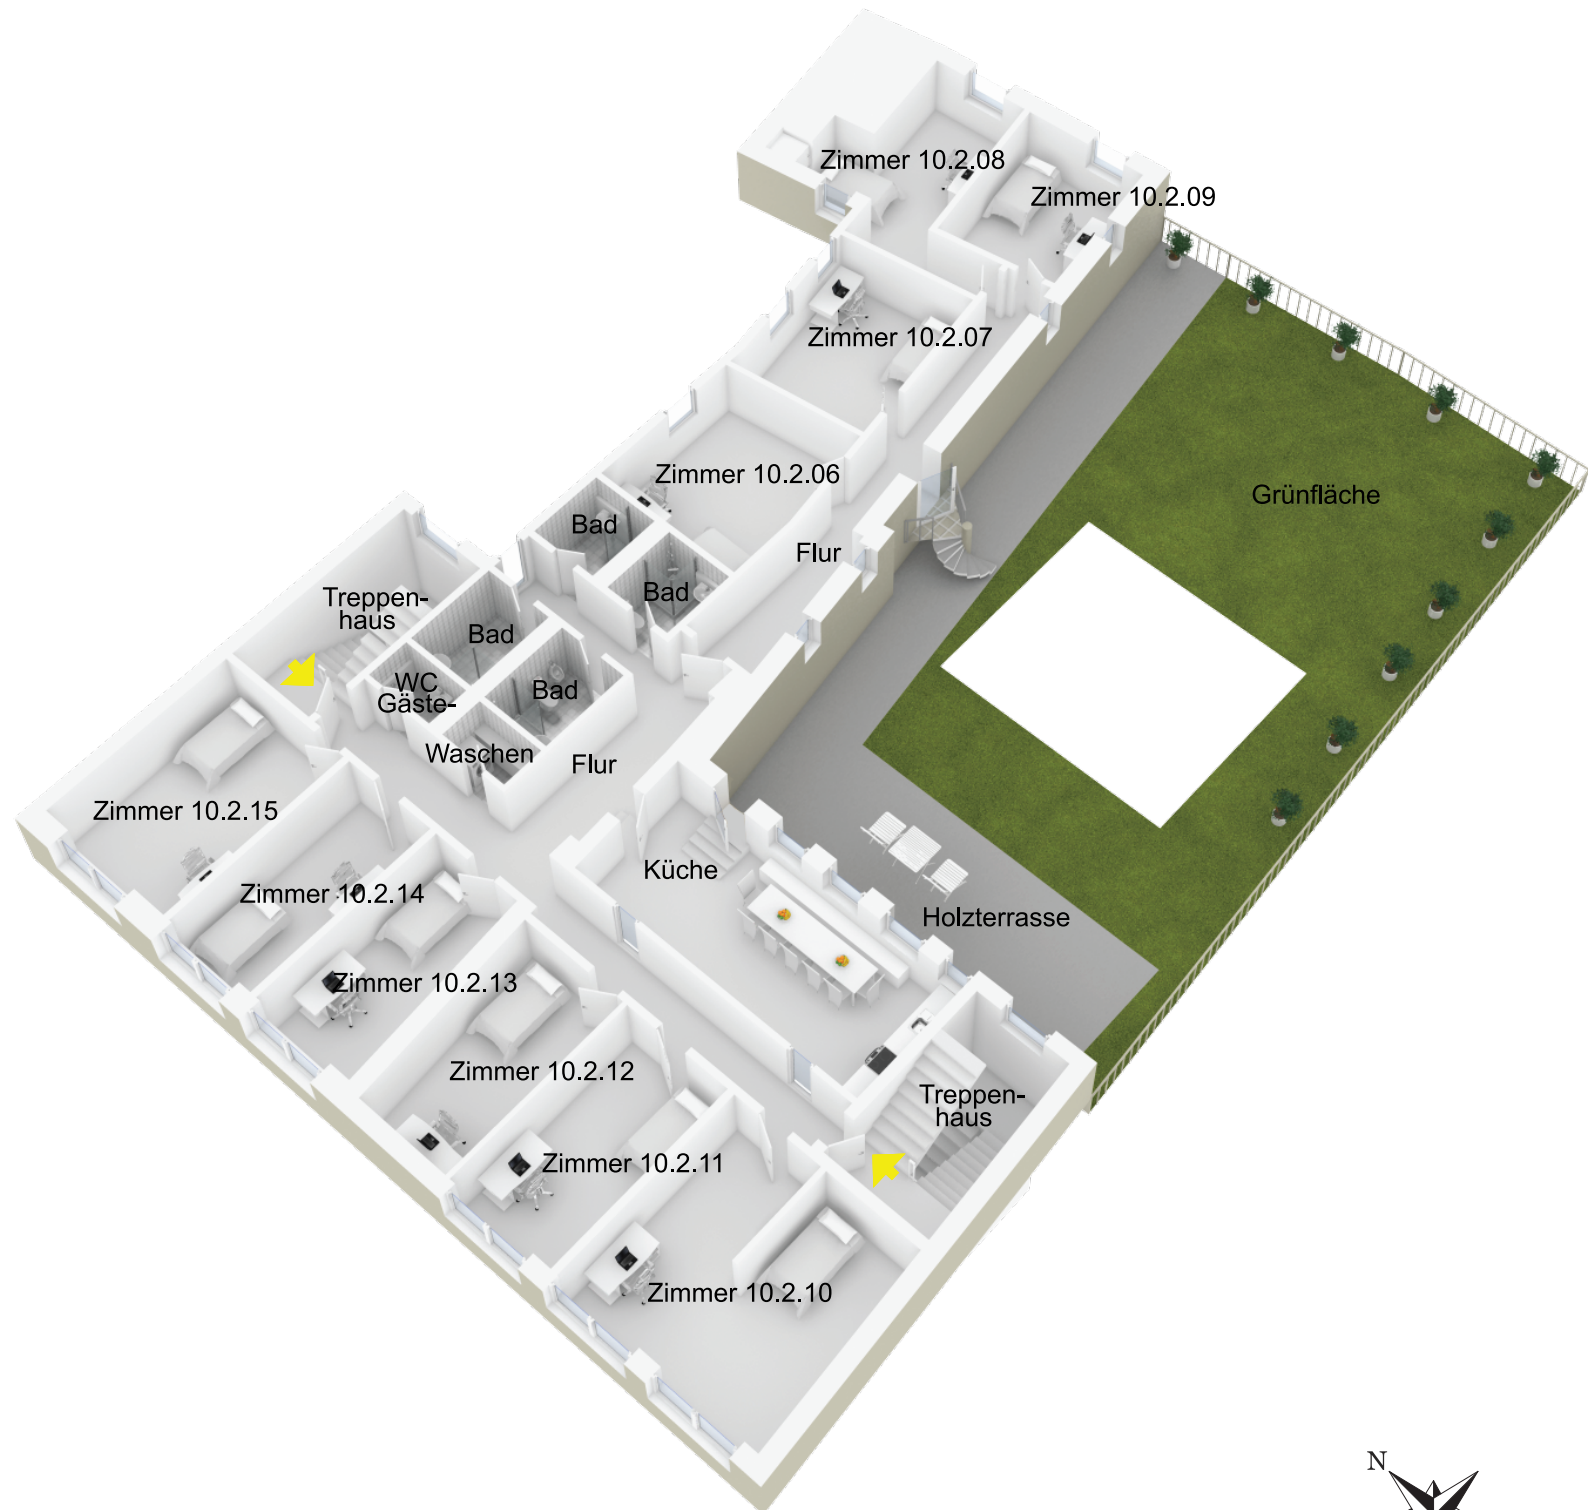 Zimmer 10.2.08
Zimmer 10.2.09
Zimmer 10.2.07
Zimmer 10.2.06
Grünfläche
Bad
Flur
Bad
Treppen-
haus
Bad
WC
Gäste-
Bad
Waschen
Flur
Zimmer 10.2.15
Küche
Zimmer 10.2.14
Holzterrasse
Zimmer 10.2.13
Zimmer 10.2.12
Treppen-
haus
Zimmer 10.2.11
Zimmer 10.2.10
N